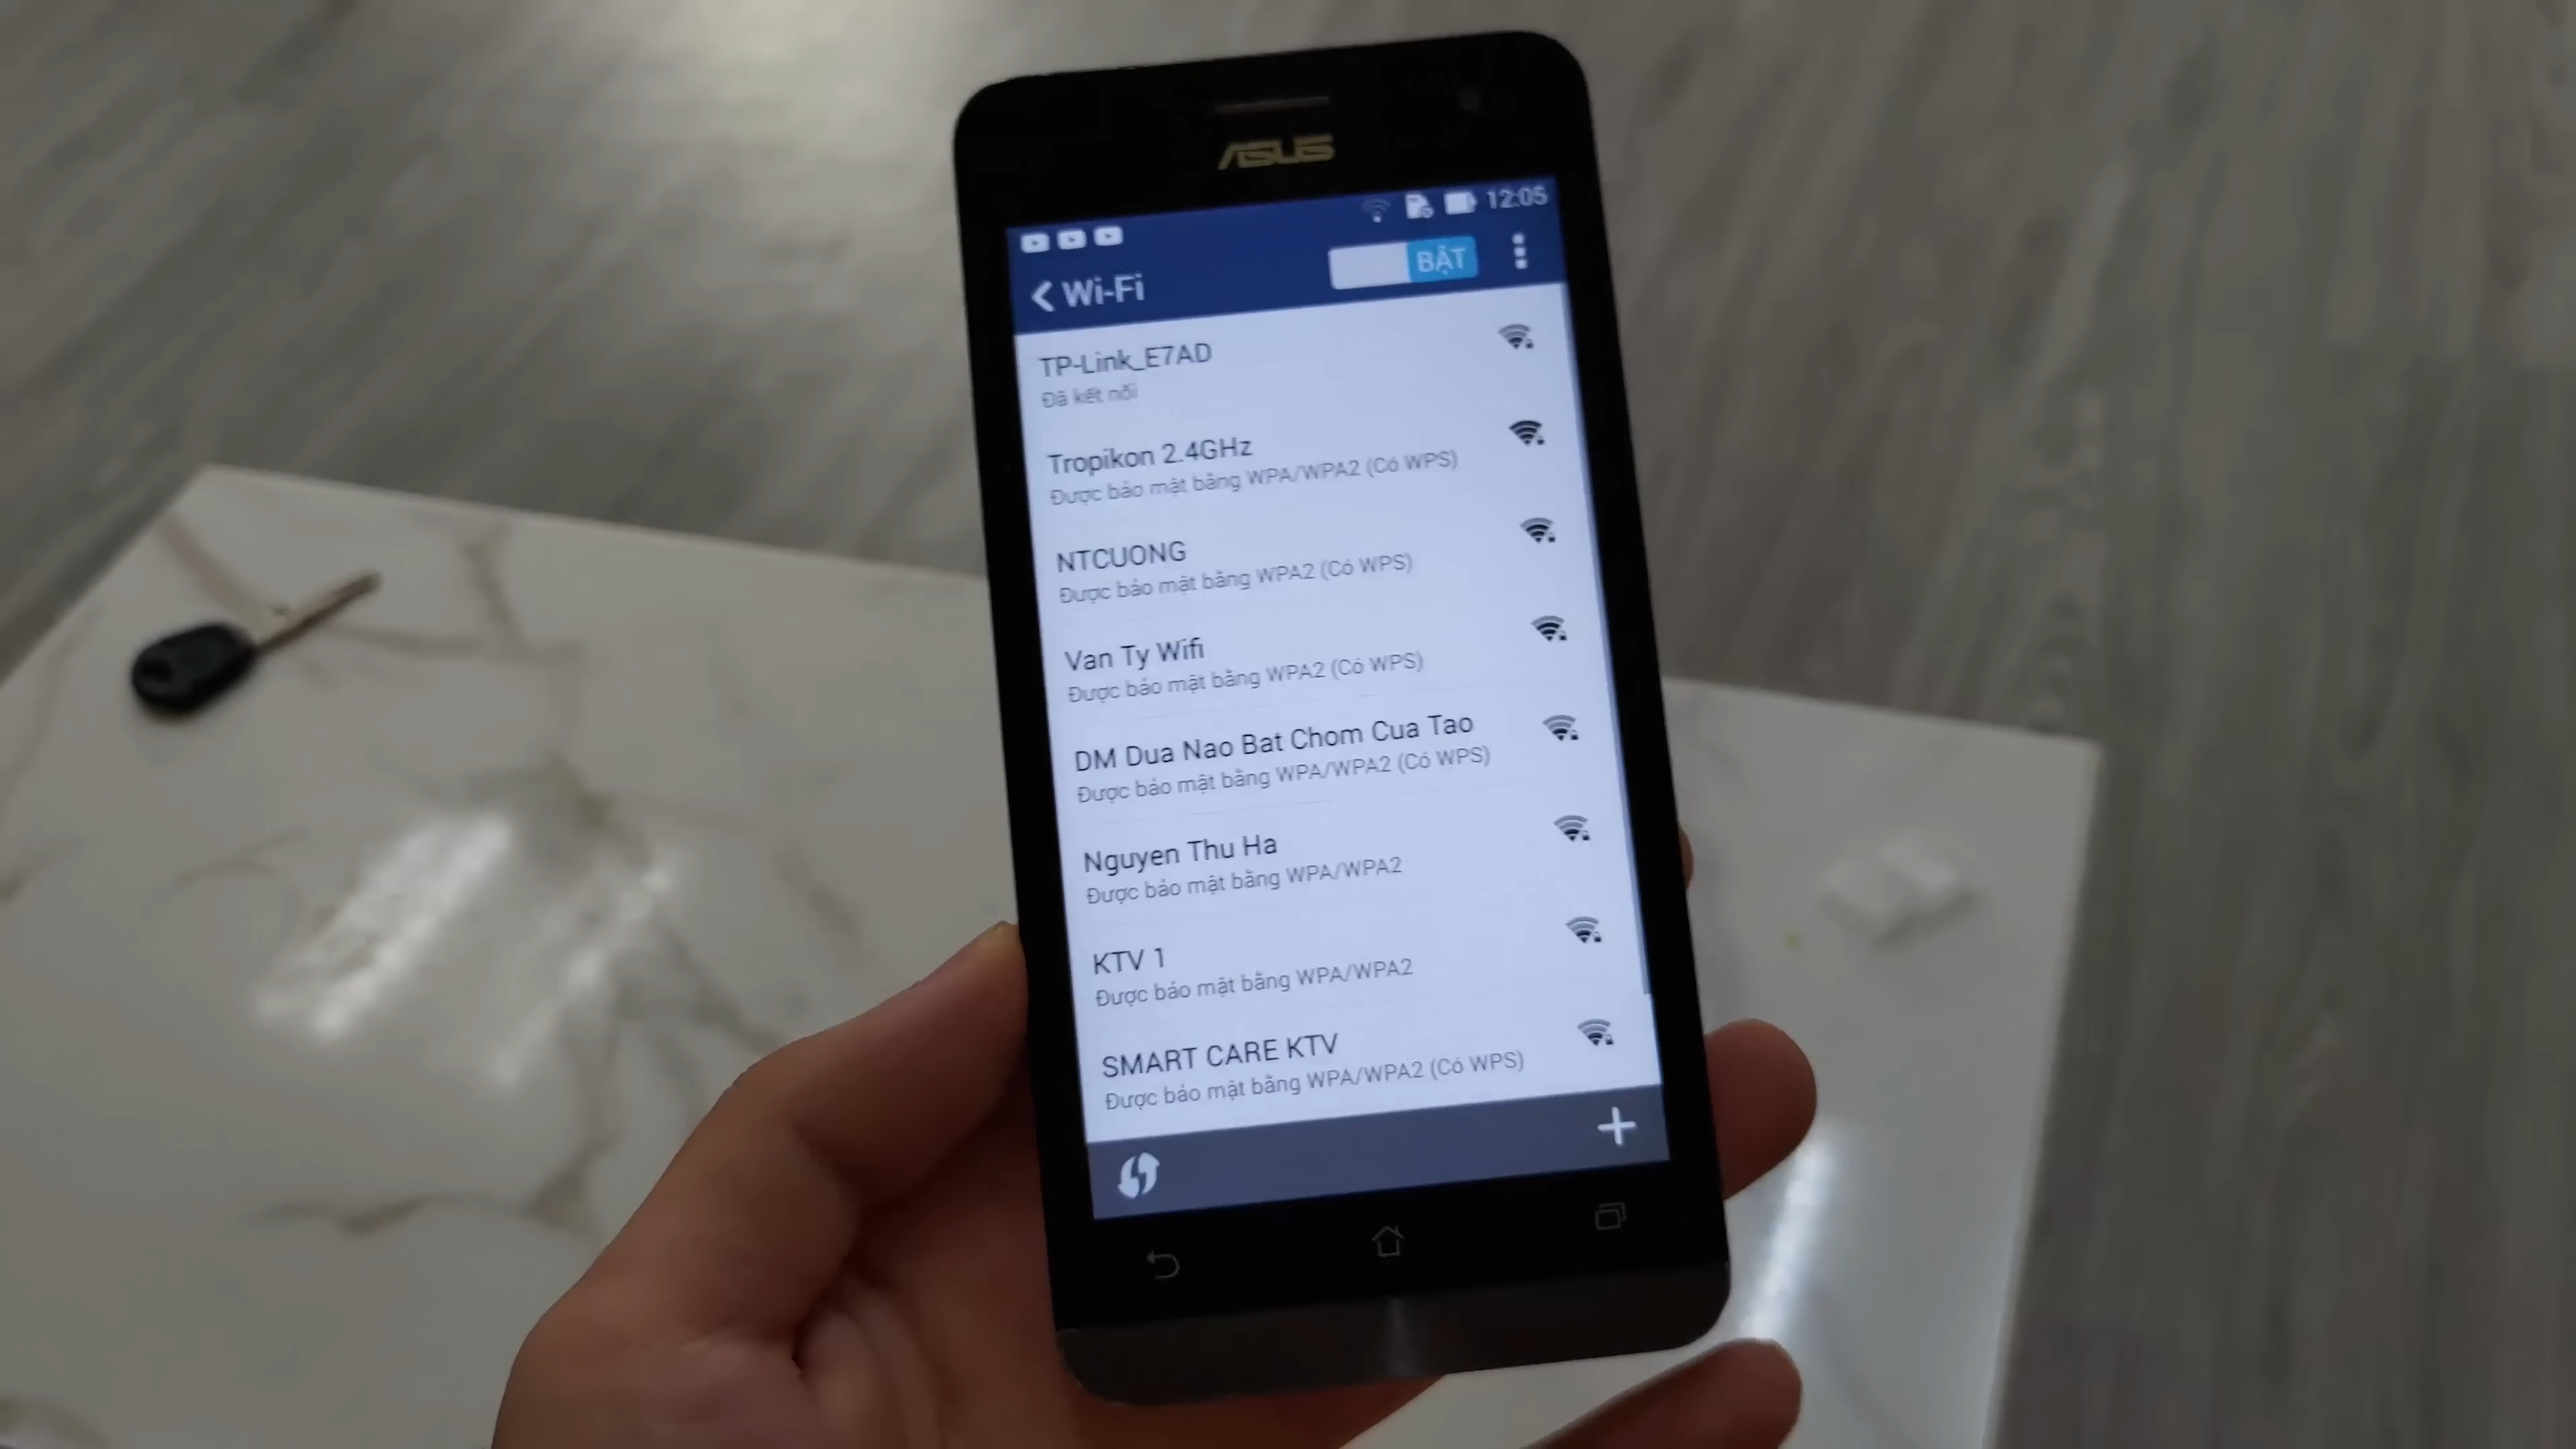 ASUS
12:05
Wi-Fi
BẬT
TP-Link_E7AD
Đã kết nối
Tropikon 2.4GHz
Được bảo mật bằng WPA/WPA2 (Có WPS)
NTCUONG
Được bảo mật bằng WPA2 (Có WPS)
Van Ty Wifi
Được bảo mật bằng WPA2 (Có WPS)
DM Dua Nao Bat Chom Cua Tao
Được bảo mật bằng WPA/WPA2 (Có WPS)
Nguyen Thu Ha
Được bảo mật bằng WPA/WPA2
KTV 1
Được bảo mật bằng WPA/WPA2
SMART CARE KTV
Được bảo mật bằng WPA/WPA2 (Có WPS)